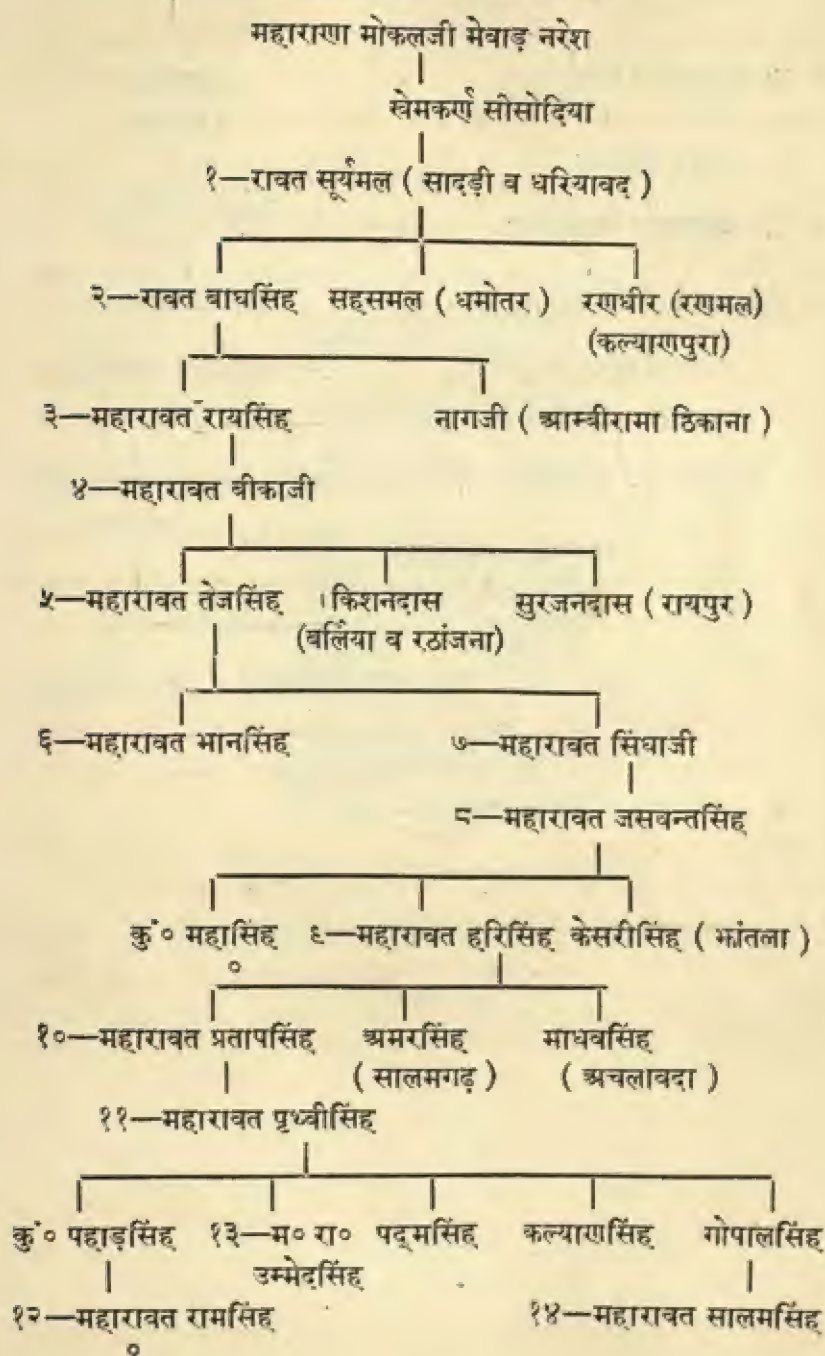 महाराणा मोकलजी मेवाड़ नरेश
खेमकर्ण सीसोदिया
१—रावत सूर्यमल ( सादड़ी व धरियावद )
२—रावत बाघसिंह सहसमल ( धमोतर ) रणधीर (रणमल)
(कल्याणपुरा)
३—महारावत रायसिंह नागजी ( आम्बीरामा ठिकाना )
४—महारावत बीकाजी
५—महारावत तेजसिंह किशनदास सुरजनदास ( रायपुर )
(बर्लिया व रठांजना)
६—महारावत भानसिंह ७—महारावत सिंघाजी
८—महारावत जसवन्तसिंह
कुं० महासिंह ९—महारावत हरिसिंह केसरीसिंह ( झांतला )
१०—महारावत प्रतापसिंह अमरसिंह माधवसिंह
( सालमगढ़ ) ( अचलावदा )
११—महारावत पृथ्वीसिंह
कुं० पहाड़सिंह १३—म० रा० पद्मसिंह कल्याणसिंह गोपालसिंह
उम्मेदसिंह
१२—महारावत रामसिंह १४—महारावत सालमसिंह